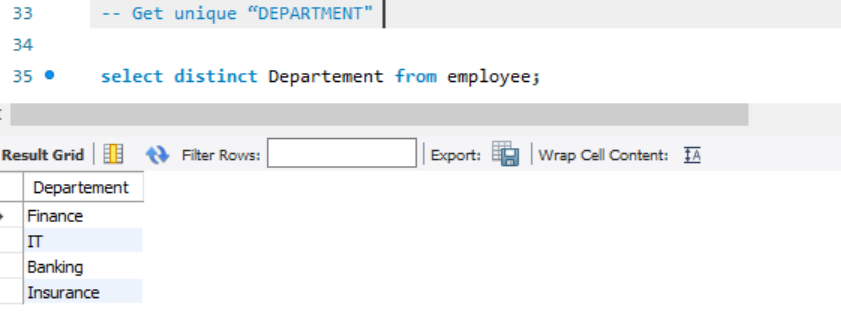 33 -- Get unique “DEPARTMENT"
34
35 select distinct Departement from employee;
Result Grid Filter Rows: Export: Wrap Cell Content: IA
Departement
Finance
IT
Banking
Insurance